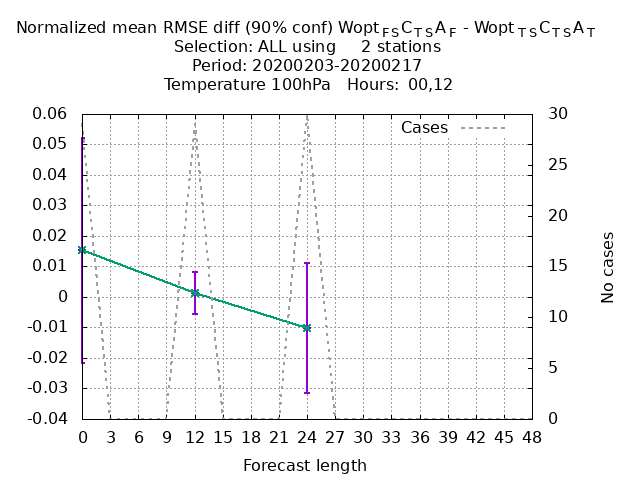 Normalized mean RMSE diff (90% conf) Wopt FS C TS A F - Wopt TS C TS A T
Selection: ALL using 2 stations
Period: 20200203-20200217
Temperature 100hPa Hours: 00,12
Cases
0.06
0.05
0.04
0.03
0.02
0.01
0
-0.01
-0.02
-0.03
-0.04
30
25
20
15
10
5
0
No cases
0 3 6 9 12 15 18 21 24 27 30 33 36 39 42 45 48
Forecast length